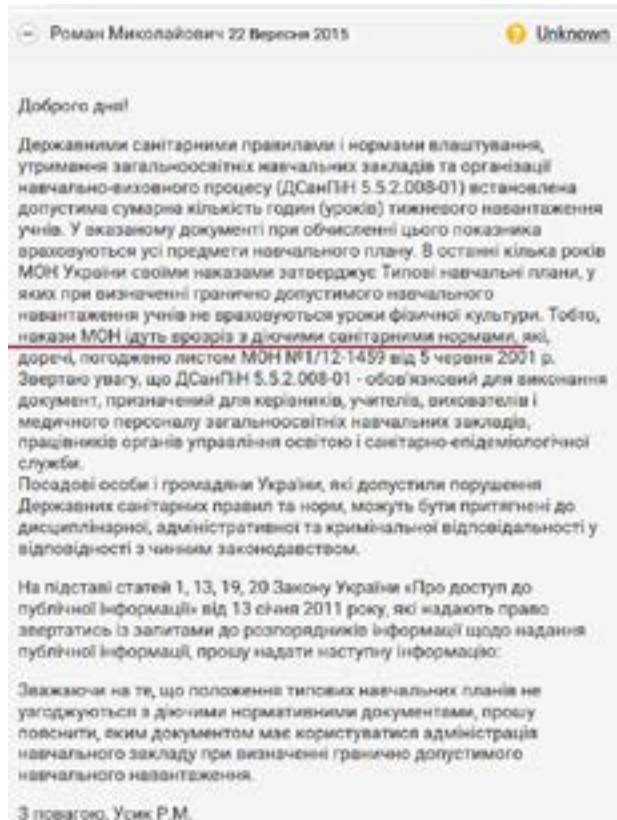 Роман Миколайович 22 Вересня 2015
Unknown
Доброго дня!
Державними санітарними правилами і нормами влаштування,
утримання загальноосвітніх навчальних закладів та організації
навчально-виховного процесу (ДСанПіН 5.5.2.008-01) встановлена
допустима сумарна кількість годин (уроків) тижневого навантаження
учнів. У вказаному документі при обчисленні цього показника
враховуються усі предмети навчального плану. В останні кілька років
МОН України своїми наказами затверджує Типові навчальні плани, у
яких при визначенні гранично допустимого навчального
навантаження учнів не враховуються уроки фізичної культури. Тобто,
накази МОН ідуть врозріз з діючими санітарними нормами, які,
доречі, погоджено листом МОН №1/12-1459 від 5 червня 2001 р.
Звертаю увагу, що ДСанПіН 5.5.2.008-01 - обов'язковий для виконання
документ, призначений для керівників, учителів, вихователів і
медичного персоналу загальноосвітніх навчальних закладів,
працівників органів управління освітою і санітарно-епідеміологічної
служби.
Посадові особи і громадяни України, які допустили порушення
Державних санітарних правил та норм, можуть бути притягнені до
дисциплінарної, адміністративної та кримінальної відповідальності у
відповідності з чинним законодавством.
На підставі статей 1, 13, 19, 20 Закону України «Про доступ до
публічної інформації» від 13 січня 2011 року, які надають право
звертатись із запитами до розпорядників інформації щодо надання
публічної інформації, прошу надати наступну інформацію:
Зважаючи на те, що положення типових навчальних планів не
узгоджуються з діючими нормативними документами, прошу
пояснити, яким документом має користуватися адміністрація
навчального закладу при визначенні гранично допустимого
навчального навантаження.
З повагою, Усик Р.М.